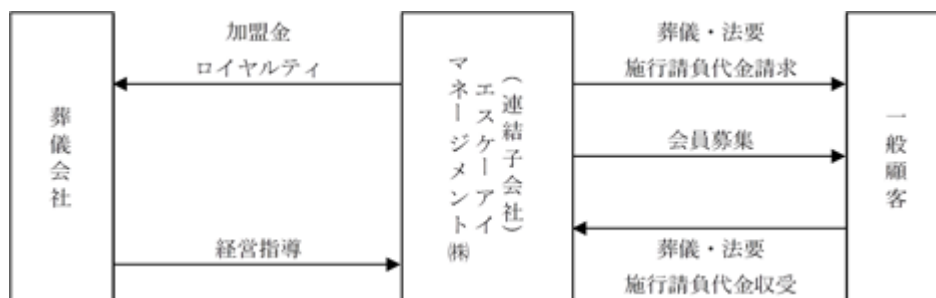 葬儀会社
加盟金
ロイヤルティ
経営指導
(連結子会社)
エスケーアイ
マネージメント㈱
葬儀・法要
施行請負代金請求
会員募集
葬儀・法要
施行請負代金収受
一般顧客